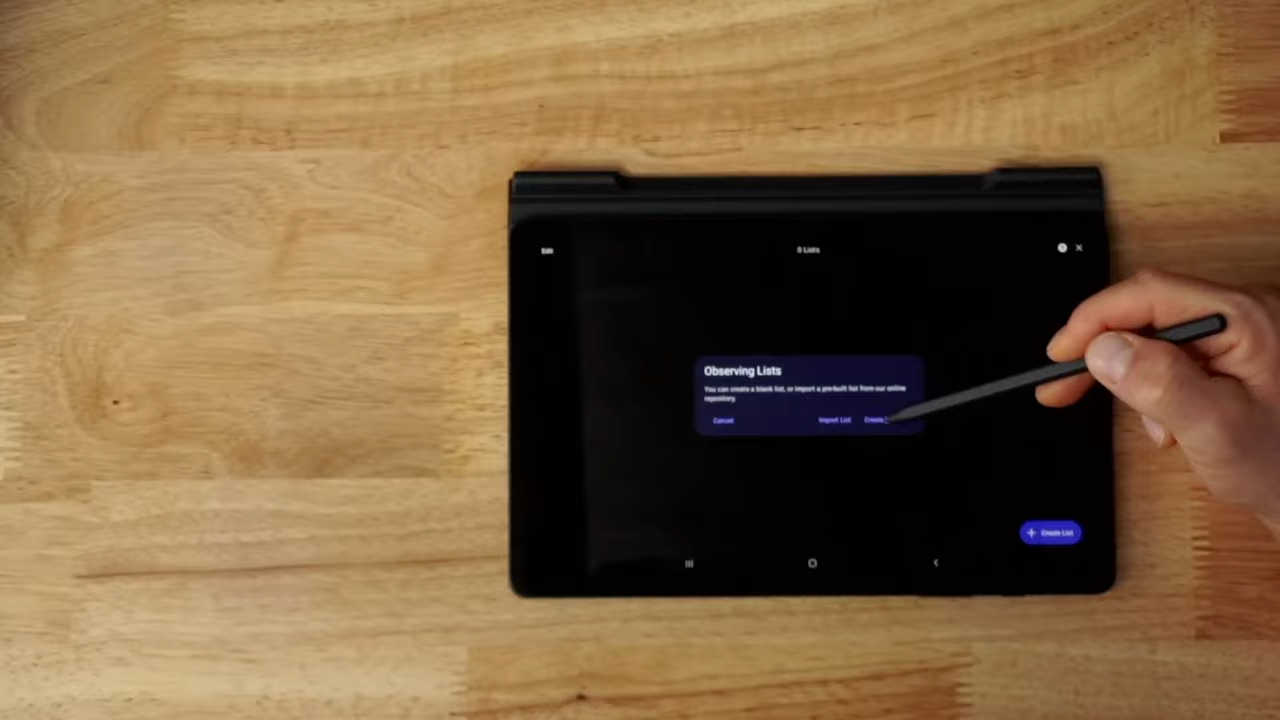 Edit
0 Lists
Observing Lists
You can create a blank list, or import a pre-built list from our online
repository.
Cancel
Import List
Create
Create List